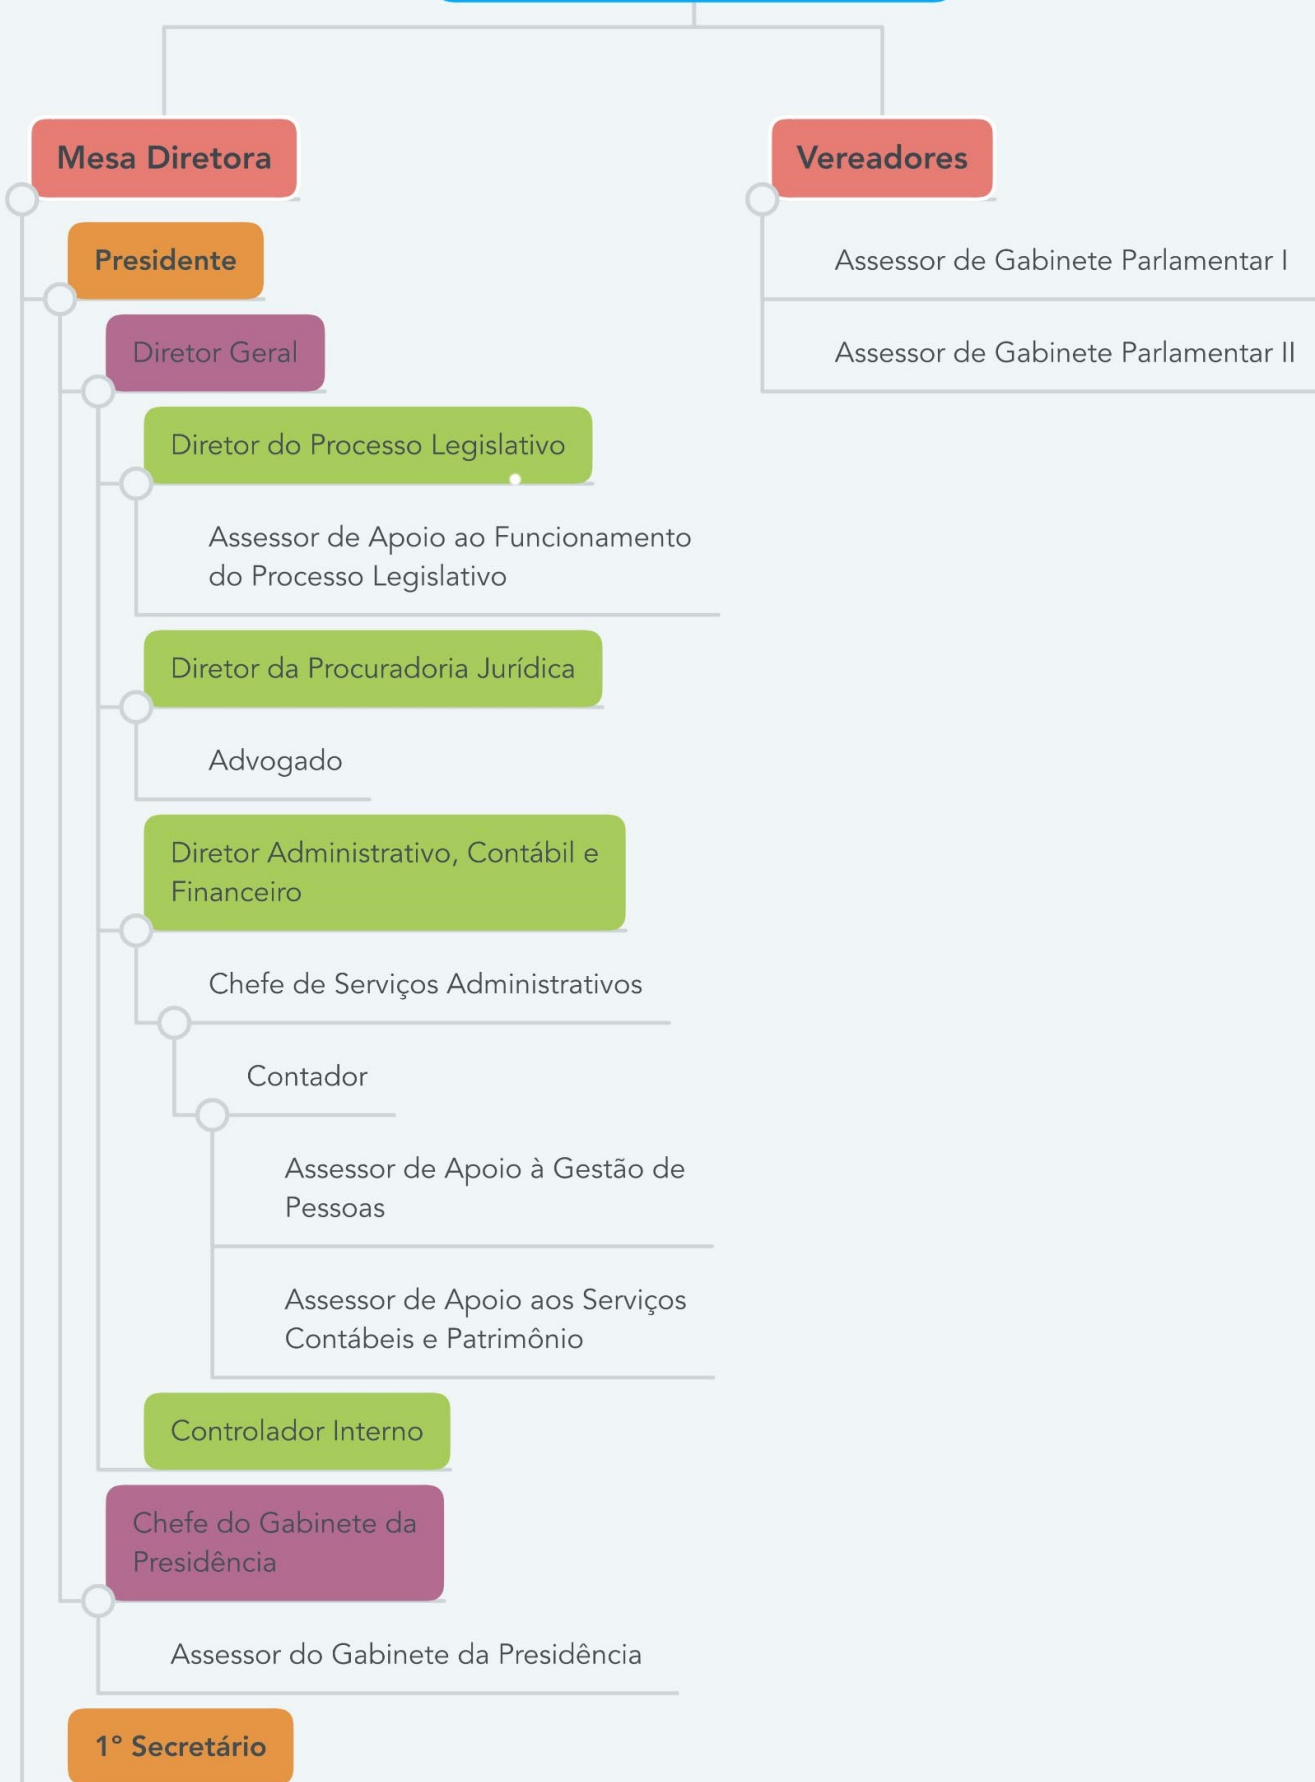 Mesa Diretora
Vereadores
Presidente
Assessor de Gabinete Parlamentar I
Diretor Geral
Assessor de Gabinete Parlamentar II
Diretor do Processo Legislativo
Assessor de Apoio ao Funcionamento
do Processo Legislativo
Diretor da Procuradoria Jurídica
Advogado
Diretor Administrativo, Contábil e
Financeiro
Chefe de Serviços Administrativos
Contador
Assessor de Apoio à Gestão de
Pessoas
Assessor de Apoio aos Serviços
Contábeis e Patrimônio
Controlador Interno
Chefe do Gabinete da
Presidência
Assessor do Gabinete da Presidência
1º Secretário